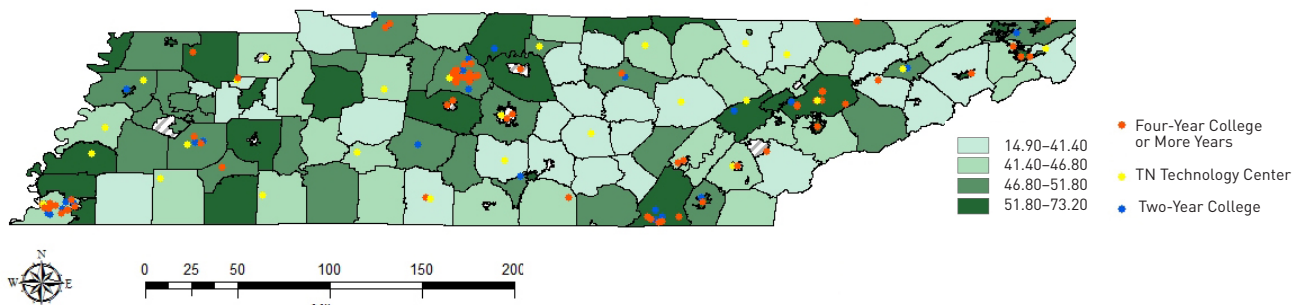 14.90–41.40
41.40–46.80
46.80–51.80
51.80–73.20
Four-Year College
or More Years
TN Technology Center
Two-Year College
N
W E
S
0 25 50 100 150 200